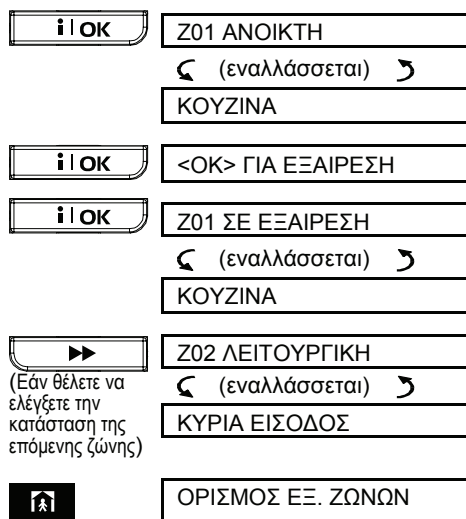 i OK
Z01 ΑΝΟΙΚΤΗ
(εναλλάσσεται)
ΚΟΥΖΙΝΑ
i OK
<OK> ΓΙΑ ΕΞΑΙΡΕΣΗ
i OK
Z01 ΣΕ ΕΞΑΙΡΕΣΗ
(εναλλάσσεται)
ΚΟΥΖΙΝΑ
Z02 ΛΕΙΤΟΥΡΓΙΚΗ
(εναλλάσσεται)
ΚΥΡΙΑ ΕΙΣΟΔΟΣ
(Εάν θέλετε να
ελέγξετε την
κατάσταση της
επόμενης ζώνης)
ΟΡΙΣΜΟΣ ΕΞ. ΖΩΝΩΝ